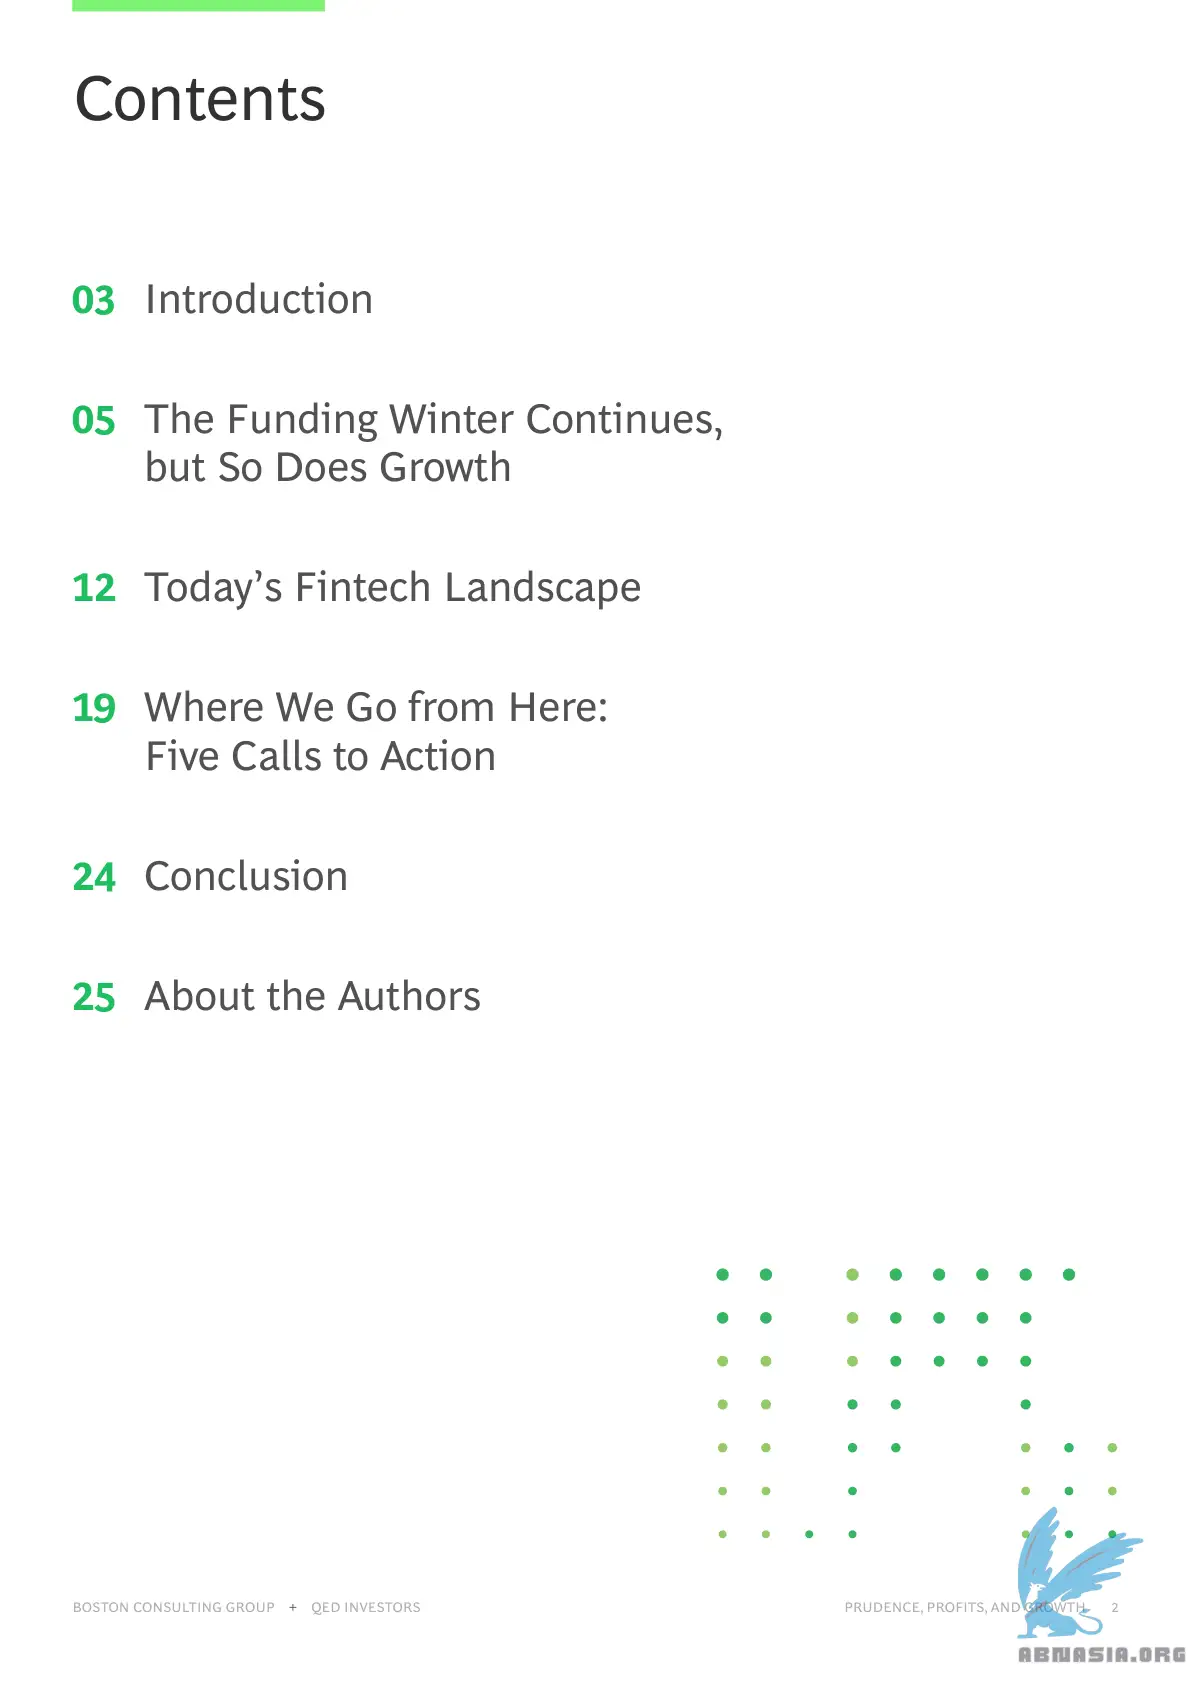 Contents
03 Introduction
05 The Funding Winter Continues,
but So Does Growth
12 Today’s Fintech Landscape
19 Where We Go from Here:
Five Calls to Action
24 Conclusion
25 About the Authors
BOSTON CONSULTING GROUP + QED INVESTORS
PRUDENCE, PROFITS, AND GROWTH 2
ABNASIA.ORG